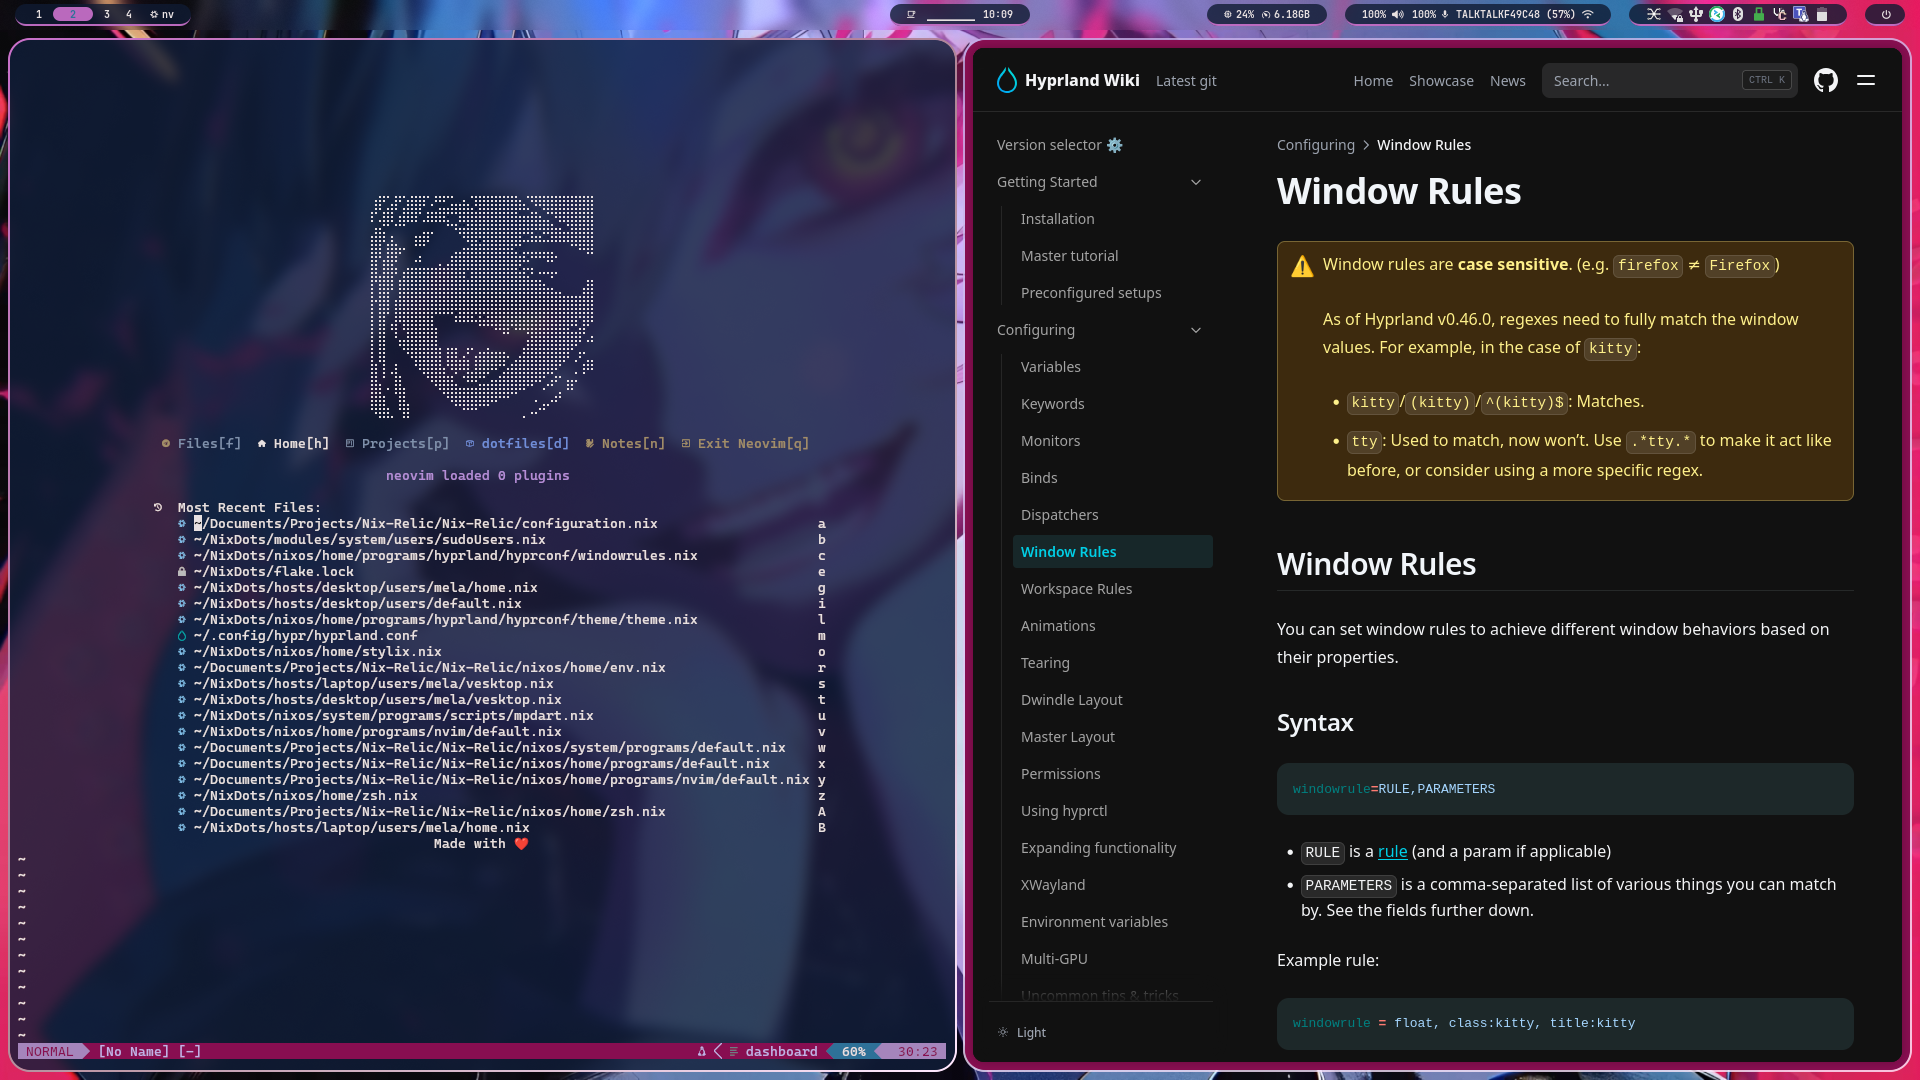 1 2 3 4 nv
10:09
24% 6.18GB
100% 100% TALKTALKF49C48 (57%)
Files[f] Home[h] Projects[p] dotfiles[d] Notes[n] Exit Neovim[q]
neovim loaded 0 plugins
Most Recent Files:
~/Documents/Projects/Nix-Relic/Nix-Relic/configuration.nix a
~/NixDots/modules/system/users/sudoUsers.nix b
~/NixDots/nixos/home/programs/hyprland/hyprconf/windowrules.nix c
~/NixDots/flake.lock e
~/NixDots/hosts/desktop/users/mela/home.nix g
~/NixDots/hosts/desktop/users/default.nix i
~/NixDots/nixos/home/programs/hyprland/hyprconf/theme/theme.nix l
~/.config/hypr/hyprland.conf m
~/NixDots/nixos/home/stylix.nix o
~/Documents/Projects/Nix-Relic/Nix-Relic/nixos/home/env.nix r
~/NixDots/hosts/laptop/users/mela/vesktop.nix s
~/NixDots/hosts/desktop/users/mela/vesktop.nix t
~/NixDots/nixos/system/programs/scripts/mpdart.nix u
~/NixDots/nixos/home/programs/nvim/default.nix v
~/Documents/Projects/Nix-Relic/Nix-Relic/nixos/system/programs/default.nix w
~/Documents/Projects/Nix-Relic/Nix-Relic/nixos/home/programs/default.nix x
~/Documents/Projects/Nix-Relic/Nix-Relic/nixos/home/programs/nvim/default.nix y
~/NixDots/nixos/home/zsh.nix z
~/Documents/Projects/Nix-Relic/Nix-Relic/nixos/home/zsh.nix A
~/NixDots/hosts/laptop/users/mela/home.nix B
Made with ❤️
~
~
~
~
~
~
~
~
~
~
~
~
NORMAL [No Name] [-] dashboard 60% 30:23
Hyprland Wiki Latest git Home Showcase News Search... CTRL K
Version selector ⚙️
Getting Started
Installation
Master tutorial
Preconfigured setups
Configuring
Variables
Keywords
Monitors
Binds
Dispatchers
Window Rules
Workspace Rules
Animations
Tearing
Dwindle Layout
Master Layout
Permissions
Using hyprctl
Expanding functionality
XWayland
Environment variables
Multi-GPU
Uncommon tips & tricks
Light
Configuring > Window Rules
Window Rules
⚠️ Window rules are case sensitive. (e.g. firefox ≠ Firefox)
As of Hyprland v0.46.0, regexes need to fully match the window
values. For example, in the case of kitty:
• kitty/(kitty)/^(kitty)$: Matches.
• tty: Used to match, now won’t. Use .*tty.* to make it act like
before, or consider using a more specific regex.
Window Rules
You can set window rules to achieve different window behaviors based on
their properties.
Syntax
windowrule=RULE,PARAMETERS
• RULE is a rule (and a param if applicable)
• PARAMETERS is a comma-separated list of various things you can match
by. See the fields further down.
Example rule:
windowrule = float, class:kitty, title:kitty